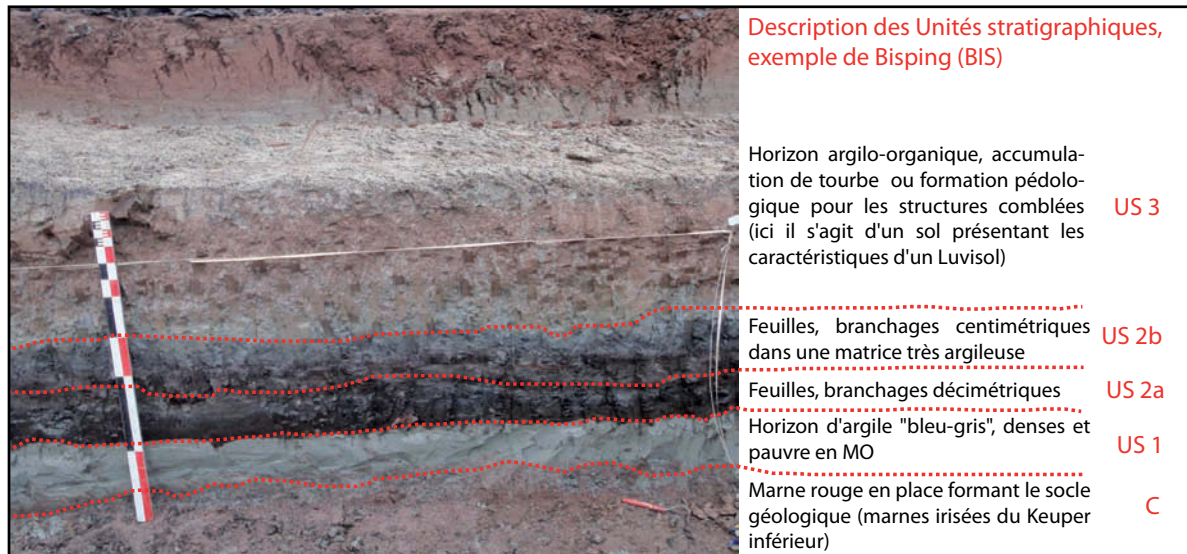 Description des Unités stratigraphiques,
exemple de Bisping (BIS)
Horizon argilo-organique, accumula-
tion de tourbe ou formation pédolo-
gique pour les structures comblées
(ici il s'agit d'un sol présentant les
caractéristiques d'un Luvisol)
US 3
Feuilles, branchages centimétriques
dans une matrice très argileuse
US 2b
Feuilles, branchages décimétriques
US 2a
Horizon d'argile "bleu-gris", denses et
pauvre en MO
US 1
Marne rouge en place formant le socle
géologique (marnes irisées du Keuper
inférieur)
C